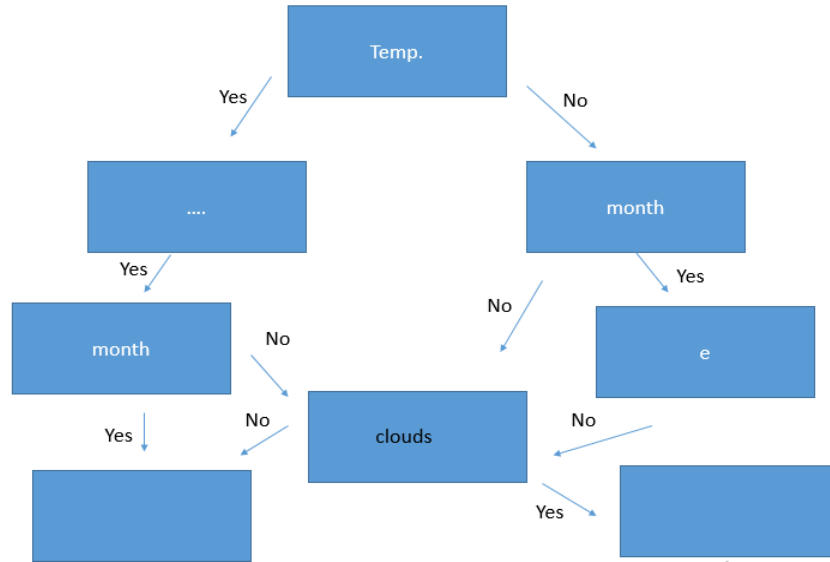 Temp.
Yes
No
....
month
Yes
Yes
No
month
No
e
clouds
Yes
No
No
Yes